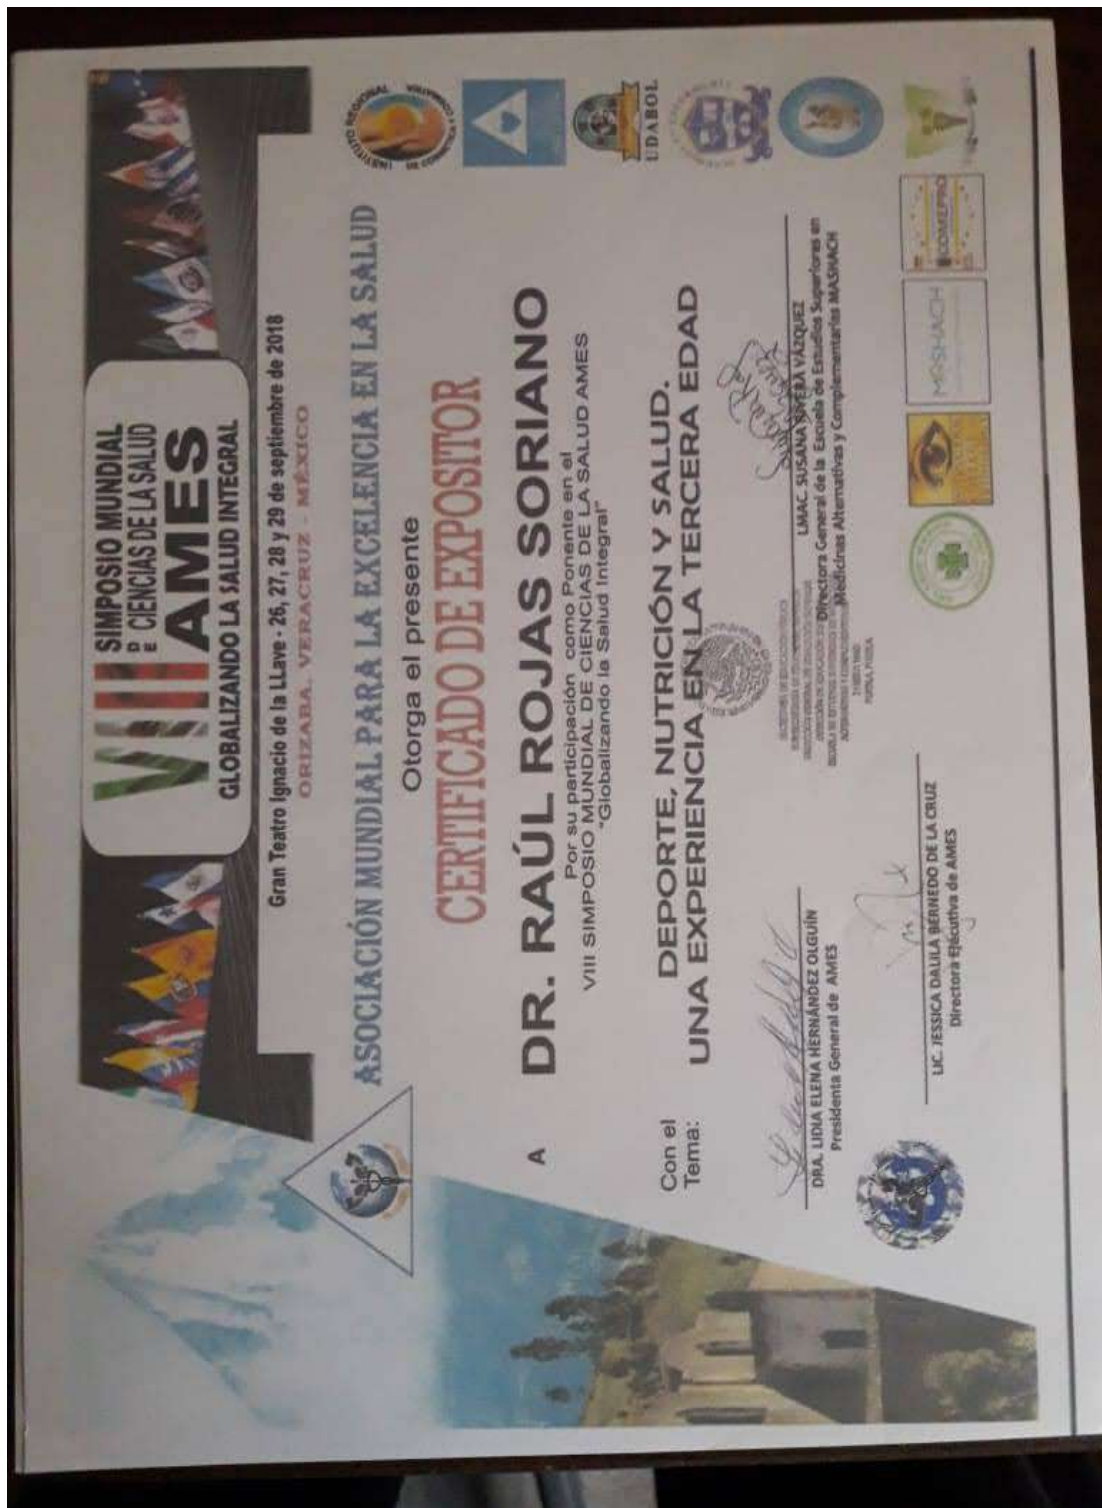 VIII
SIMPOSIO MUNDIAL
DE CIENCIAS DE LA SALUD
AMES
GLOBALIZANDO LA SALUD INTEGRAL
Gran Teatro Ignacio de la LLave - 26, 27, 28 y 29 de septiembre de 2018
ORIZABA, VERACRUZ - MÉXICO
ASOCIACIÓN MUNDIAL PARA LA EXCELENCIA EN LA SALUD
Otorga el presente
CERTIFICADO DE EXPOSITOR
A DR. RAÚL ROJAS SORIANO
Por su participación como Ponente en el
VIII SIMPOSIO MUNDIAL DE CIENCIAS DE LA SALUD AMES
"Globalizando la Salud Integral"
Con el
Tema:
DEPORTE, NUTRICIÓN Y SALUD.
UNA EXPERIENCIA EN LA TERCERA EDAD
DRA. LIDIA ELENA HERNÁNDEZ OLGUÍN
Presidenta General de AMES
LMAC. SUSANA RIVERA VÁZQUEZ
Directora General de la Escuela de Estudios Superiores en
Medicinas Alternativas y Complementarias MASHACH
LIC. JESSICA DALILA BERNEDO DE LA CRUZ
Directora Ejecutiva de AMES
PUEBLA, PUEBLA
INSTITUTO REGIONAL
UDABOL
MASHACH
COMEPRO